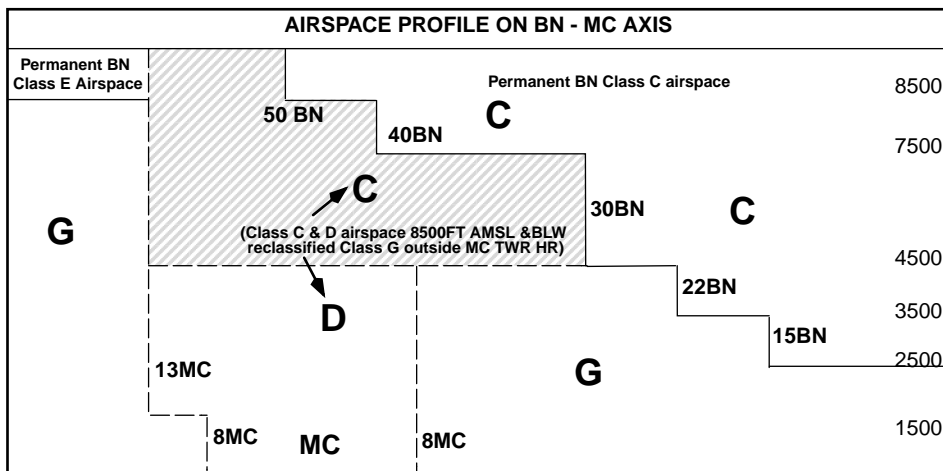 AIRSPACE PROFILE ON BN - MC AXIS
Permanent BN
Class E Airspace
Permanent BN Class C airspace
8500
50 BN
C
40BN
7500
C
30BN
C
G
(Class C & D airspace 8500FT AMSL &BLW
reclassified Class G outside MC TWR HR)
4500
22BN
D
3500
15BN
2500
13MC
G
8MC
MC
8MC
1500